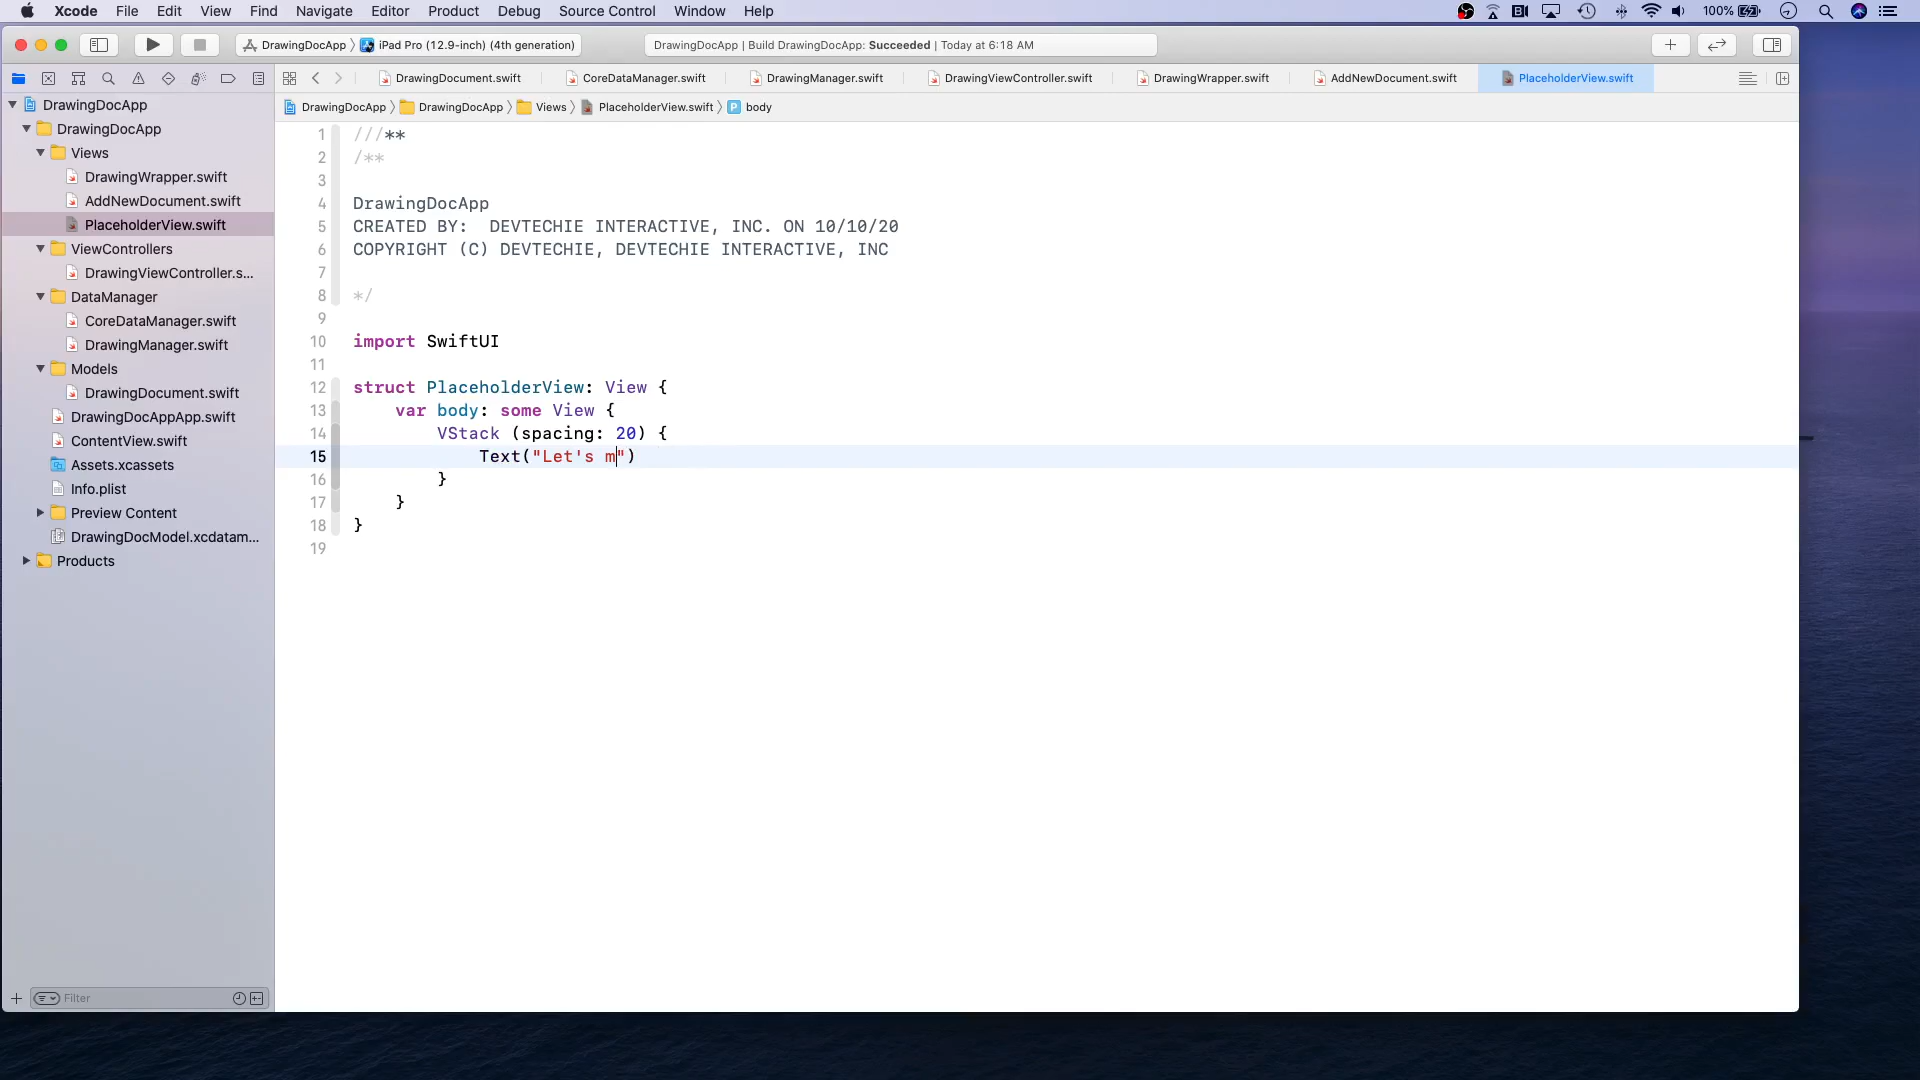 Xcode File Edit View Find Navigate Editor Product Debug Source Control Window Help 100%
DrawingDocApp 〉 iPad Pro (12.9-inch) (4th generation)
DrawingDocApp | Build DrawingDocApp: Succeeded | Today at 6:18 AM
DrawingDocument.swift CoreDataManager.swift DrawingManager.swift DrawingViewController.swift DrawingWrapper.swift AddNewDocument.swift PlaceholderView.swift
DrawingDocApp 〉 DrawingDocApp 〉 Views 〉 PlaceholderView.swift 〉 P body
DrawingDocApp
DrawingDocApp
Views
DrawingWrapper.swift
AddNewDocument.swift
PlaceholderView.swift
ViewControllers
DrawingViewController.s...
DataManager
CoreDataManager.swift
DrawingManager.swift
Models
DrawingDocument.swift
DrawingDocAppApp.swift
ContentView.swift
Assets.xcassets
Info.plist
Preview Content
DrawingDocModel.xcdatam...
Products
Filter
1 ///**
2 /**
3
4 DrawingDocApp
5 CREATED BY:  DEVTECHIE INTERACTIVE, INC. ON 10/10/20
6 COPYRIGHT (C) DEVTECHIE, DEVTECHIE INTERACTIVE, INC
7
8 */
9
10 import SwiftUI
11
12 struct PlaceholderView: View {
13     var body: some View {
14         VStack (spacing: 20) {
15             Text("Let's m")
16         }
17     }
18 }
19